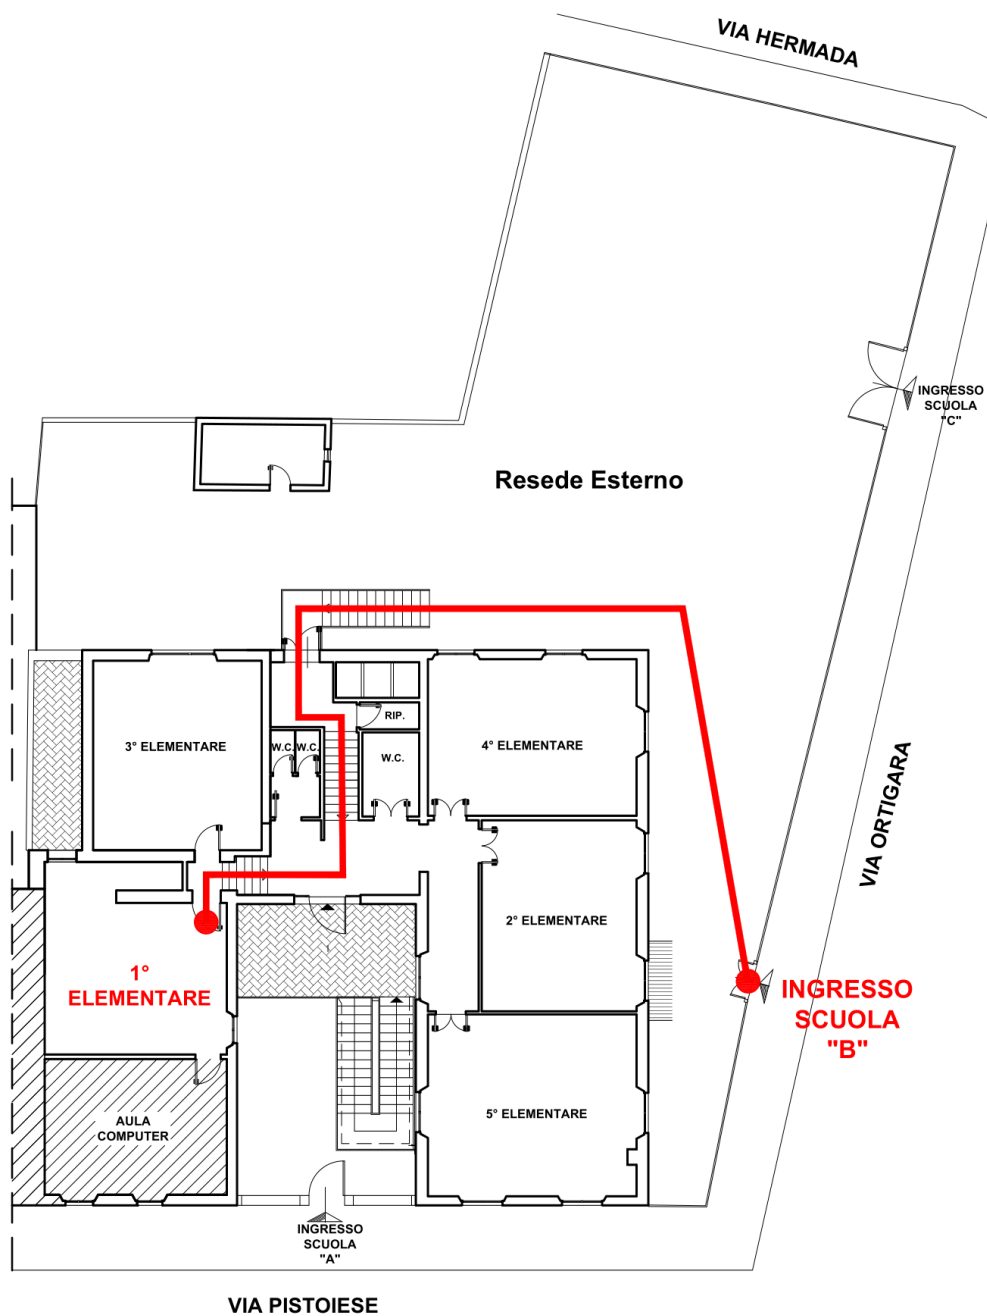 VIA HERMADA
INGRESSO
SCUOLA
"C"
Resede Esterno
RIP.
3° ELEMENTARE
W.C.
W.C.
W.C.
4° ELEMENTARE
VIA ORTIGARA
2° ELEMENTARE
1°
ELEMENTARE
INGRESSO
SCUOLA
"B"
AULA
COMPUTER
5° ELEMENTARE
INGRESSO
SCUOLA
"A"
VIA PISTOIESE